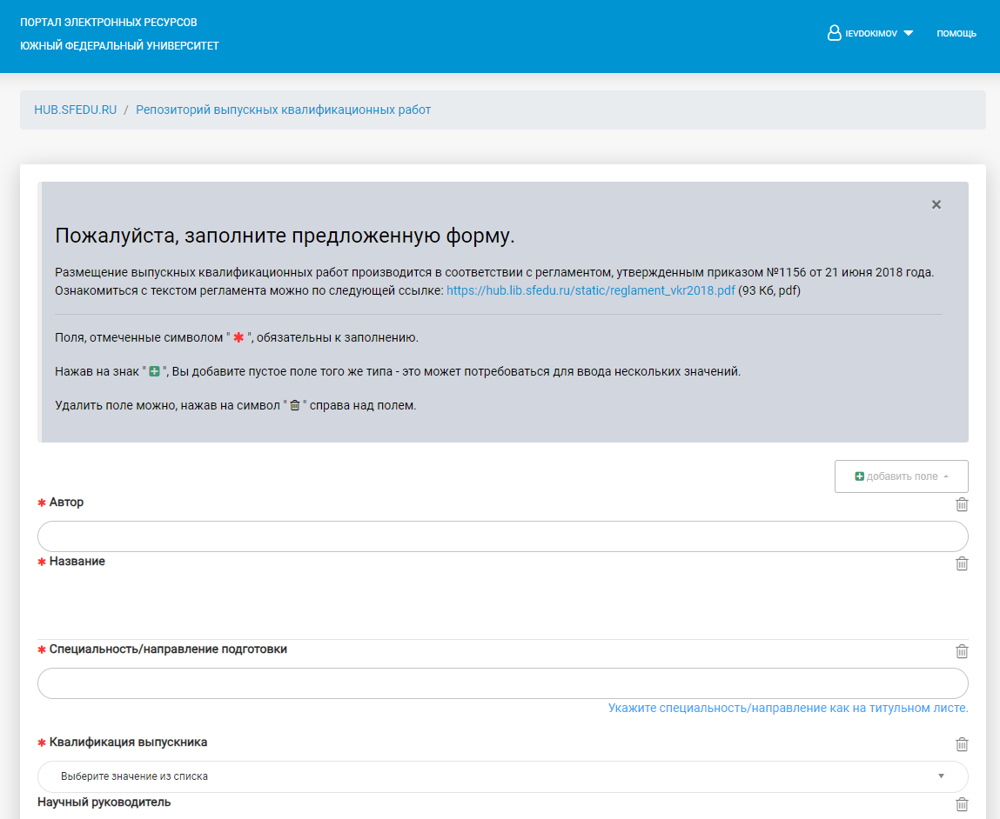 ПОРТАЛ ЭЛЕКТРОННЫХ РЕСУРСОВ
ЮЖНЫЙ ФЕДЕРАЛЬНЫЙ УНИВЕРСИТЕТ
IEVDOKIMOV
ПОМОЩЬ
HUB.SFEDU.RU / Репозиторий выпускных квалификационных работ
×
Пожалуйста, заполните предложенную форму.
Размещение выпускных квалификационных работ производится в соответствии с регламентом, утвержденным приказом №1156 от 21 июня 2018 года.
Ознакомиться с текстом регламента можно по следующей ссылке: https://hub.lib.sfedu.ru/static/reglament_vkr2018.pdf (93 Кб, pdf)
Поля, отмеченные символом " * ", обязательны к заполнению.
Нажав на знак " + ", Вы добавите пустое поле того же типа - это может потребоваться для ввода нескольких значений.
Удалить поле можно, нажав на символ " " справа над полем.
добавить поле
* Автор
* Название
* Специальность/направление подготовки
Укажите специальность/направление как на титульном листе.
* Квалификация выпускника
Выберите значение из списка
Научный руководитель